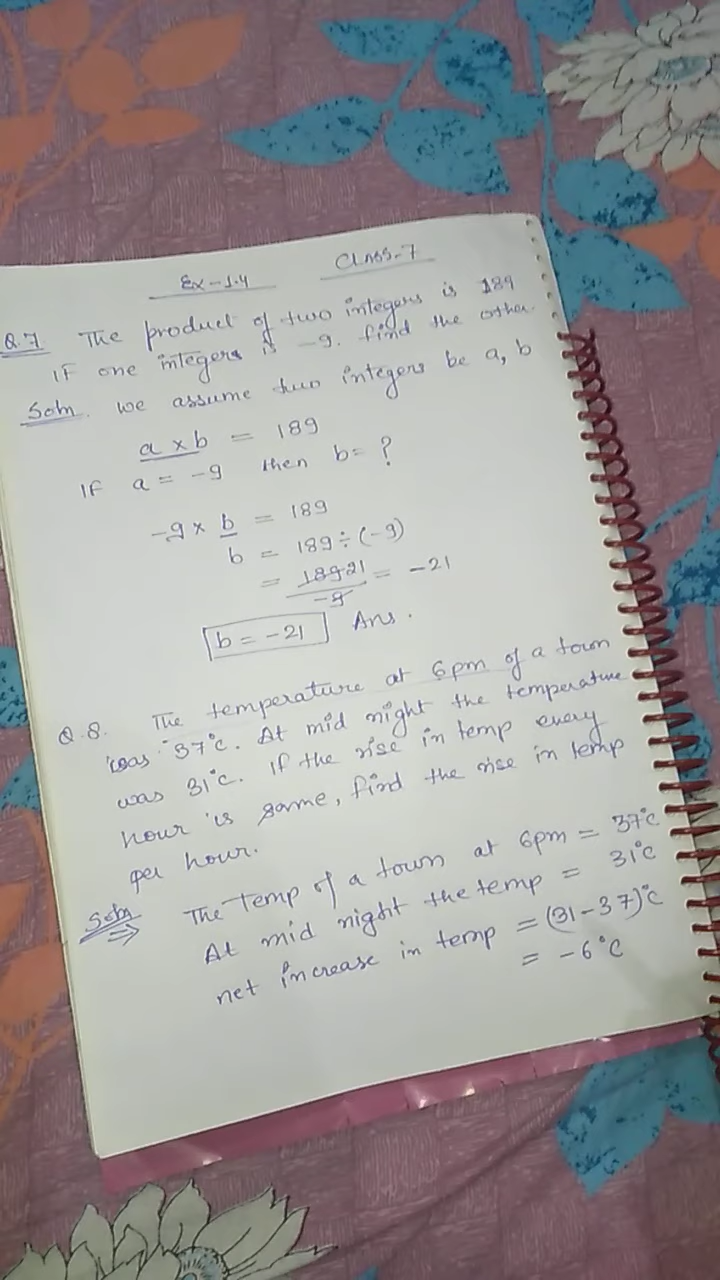 Ex-1.4 Class-7
Q.7 The product of two integers is 189
IF one integers is -9. find the other.
Soln. we assume two integers be a, b
a × b = 189
IF a = -9 then b = ?
-9 × b = 189
b = 189 ÷ (-9)
= 189 21 / -9 = -21
b = -21 Ans.
Q.8. The temperature at 6pm of a town
was 37°C. At mid night the temperature
was 31°C. if the rise in temp every
hour is same, find the rise in temp
per hour.
Soln ⇒ The Temp of a town at 6pm = 37°C
At mid night the temp = 31°C
net increase in temp = (31-37)°C
= -6°C